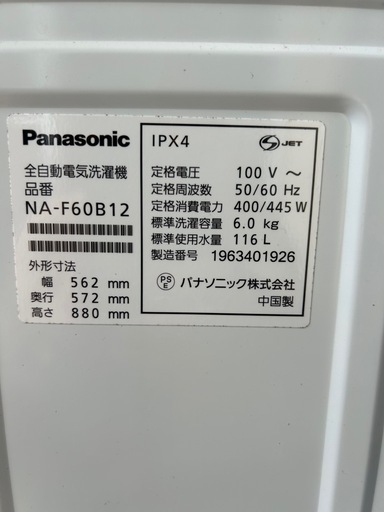 Panasonic
全自動電気洗濯機
品番
NA-F60B12
外形寸法
幅 562 mm
奥行 572 mm
高さ 880 mm
IPX4
S JET
定格電圧 100 V ～
定格周波数 50/60 Hz
定格消費電力 400/445 W
標準洗濯容量 6.0 kg
標準使用水量 116 L
製造番号 1963401926
PS
E
パナソニック株式会社
中国製